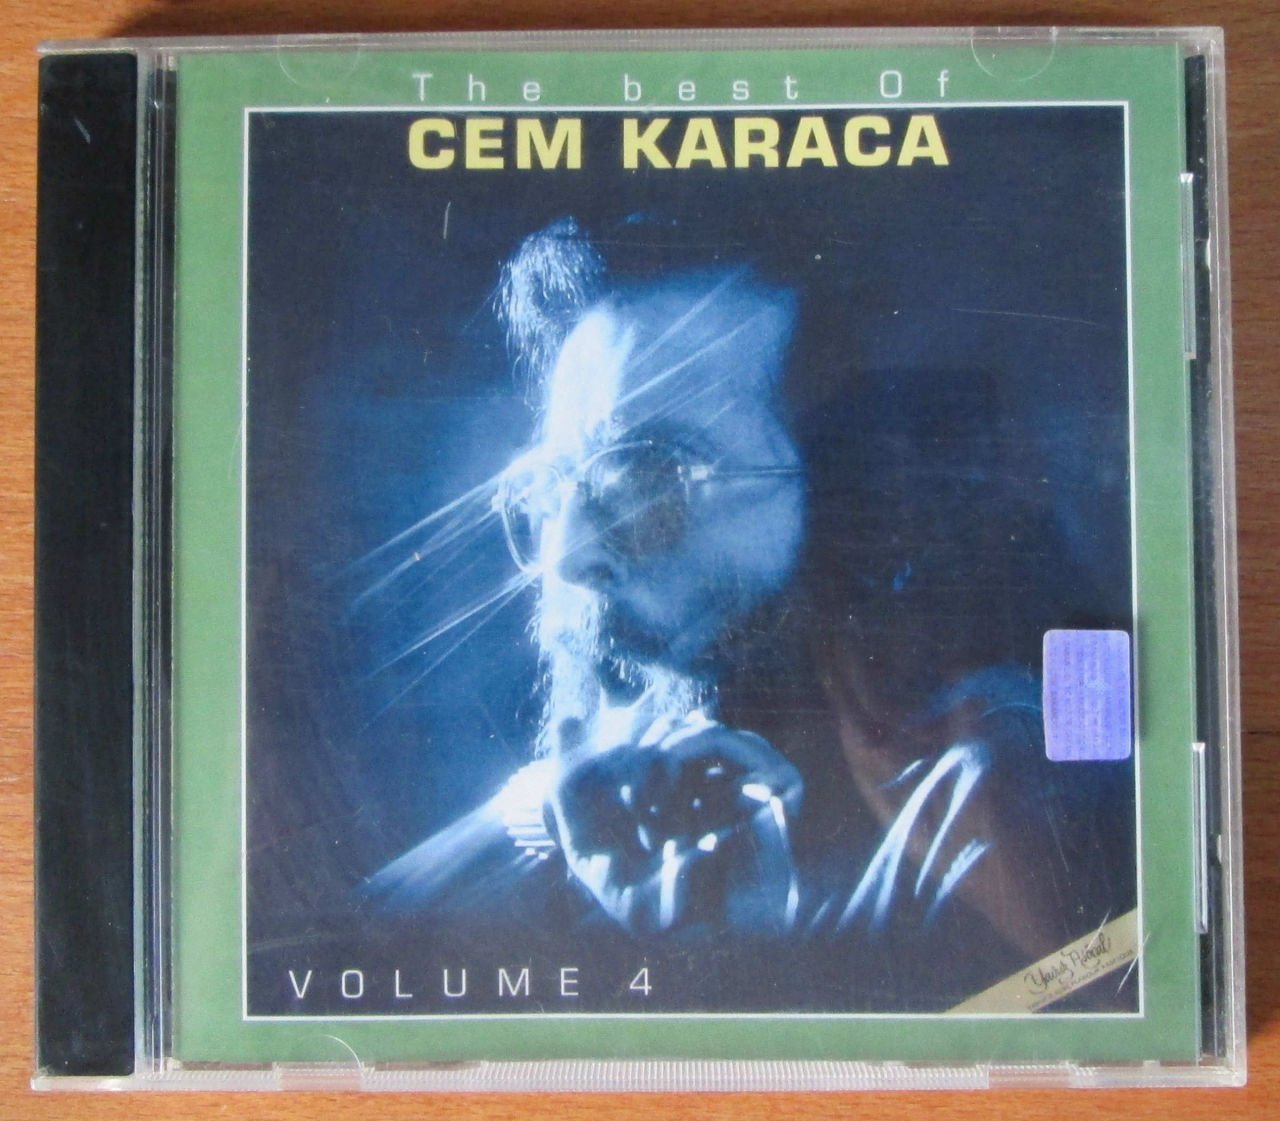 The best Of
CEM KARACA
VOLUME 4